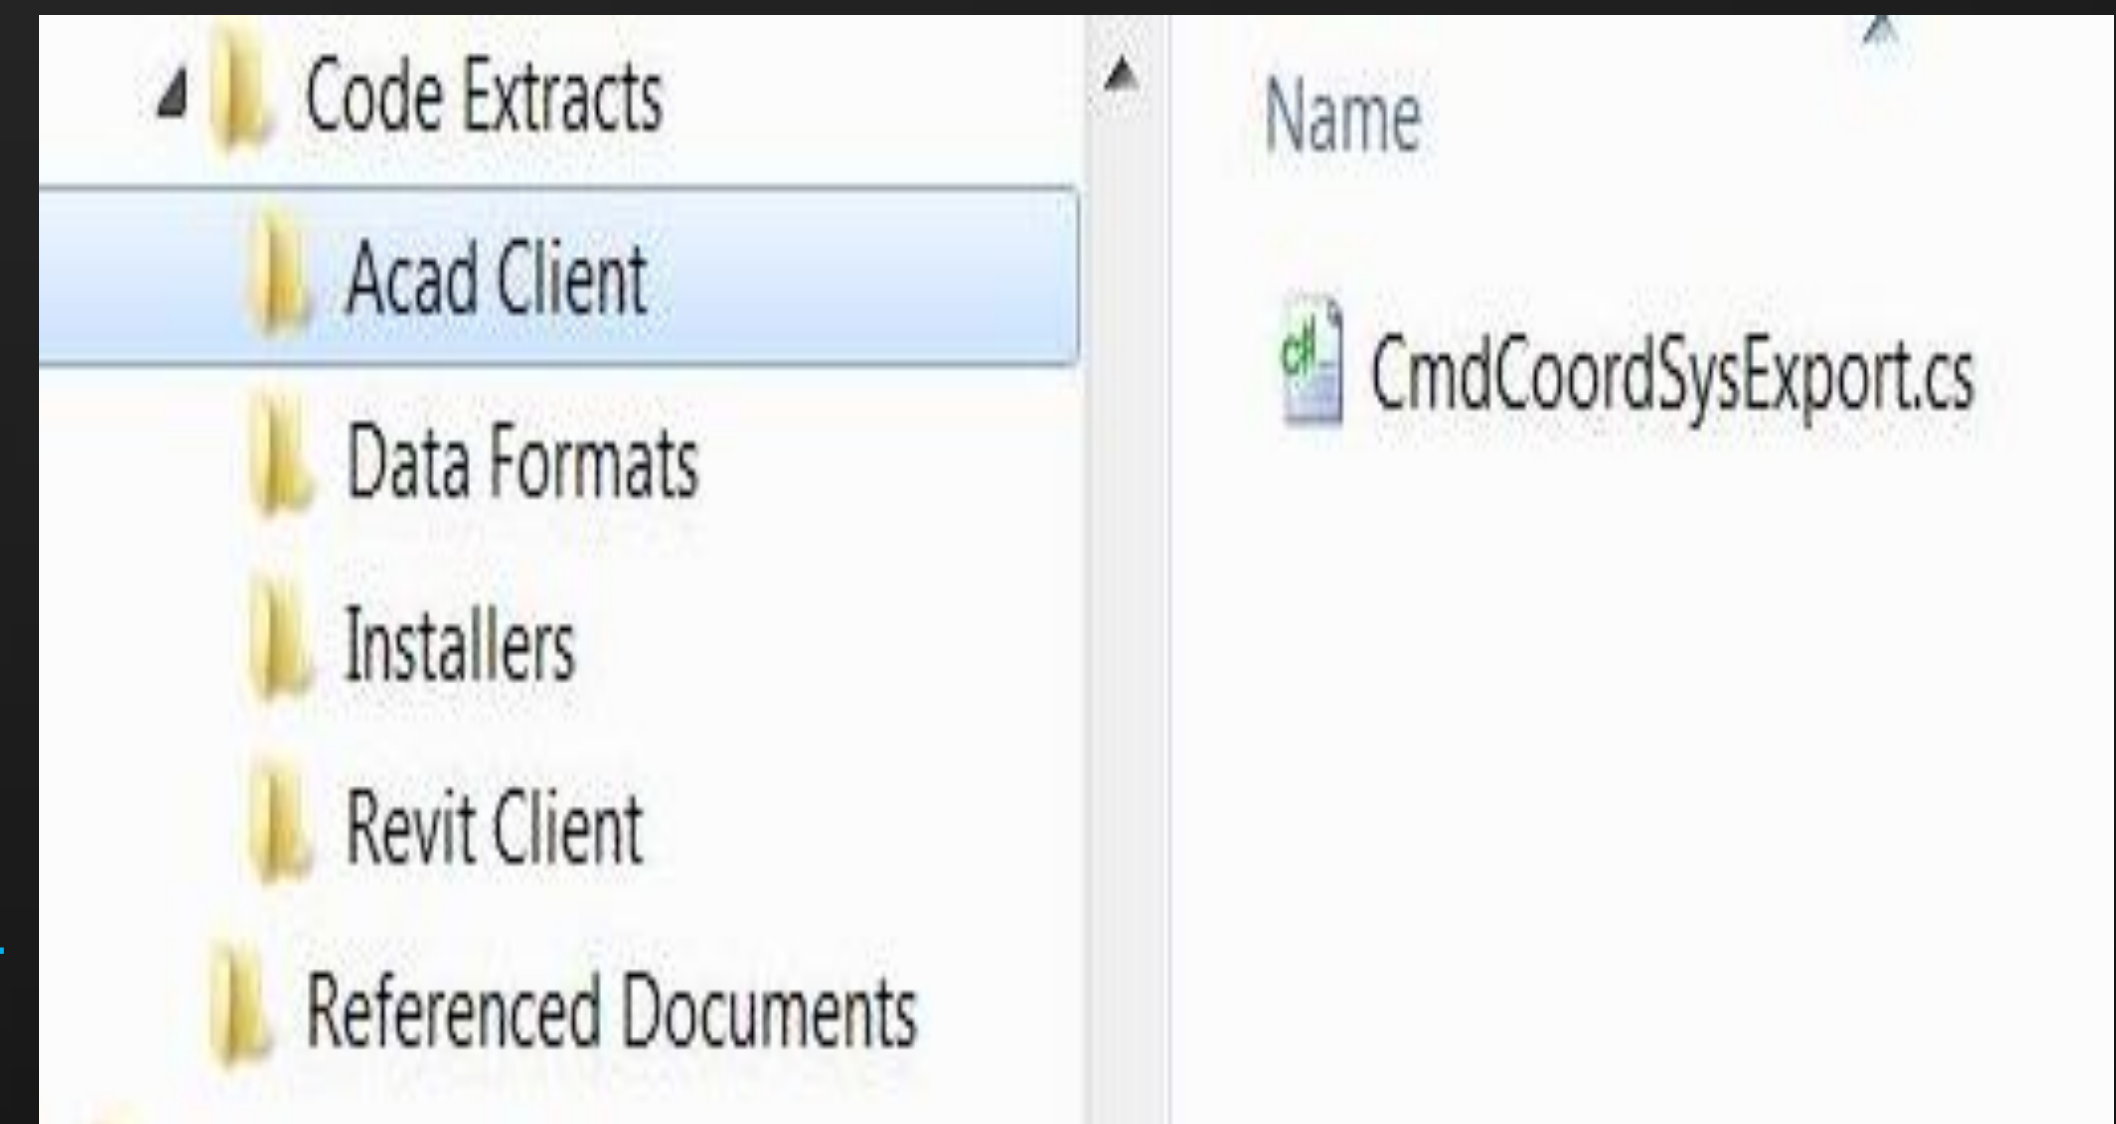 Code Extracts
Acad Client
Data Formats
Installers
Revit Client
Referenced Documents
Name
CmdCoordSysExport.cs